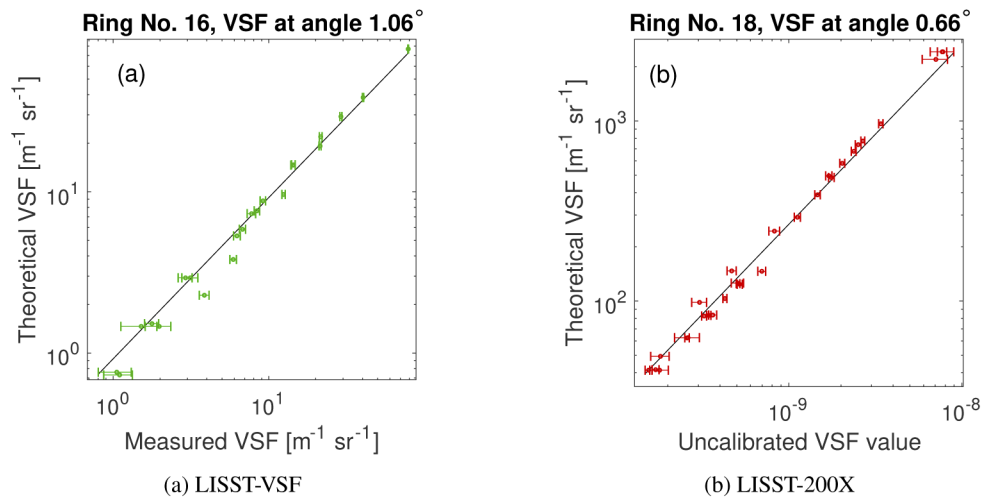 Ring No. 16, VSF at angle 1.06°
(a)
Theoretical VSF [m⁻¹ sr⁻¹]
10¹
10⁰
10⁰ 10¹
Measured VSF [m⁻¹ sr⁻¹]
(a) LISST-VSF
Ring No. 18, VSF at angle 0.66°
(b)
Theoretical VSF [m⁻¹ sr⁻¹]
10³
10²
10⁻⁹ 10⁻⁸
Uncalibrated VSF value
(b) LISST-200X